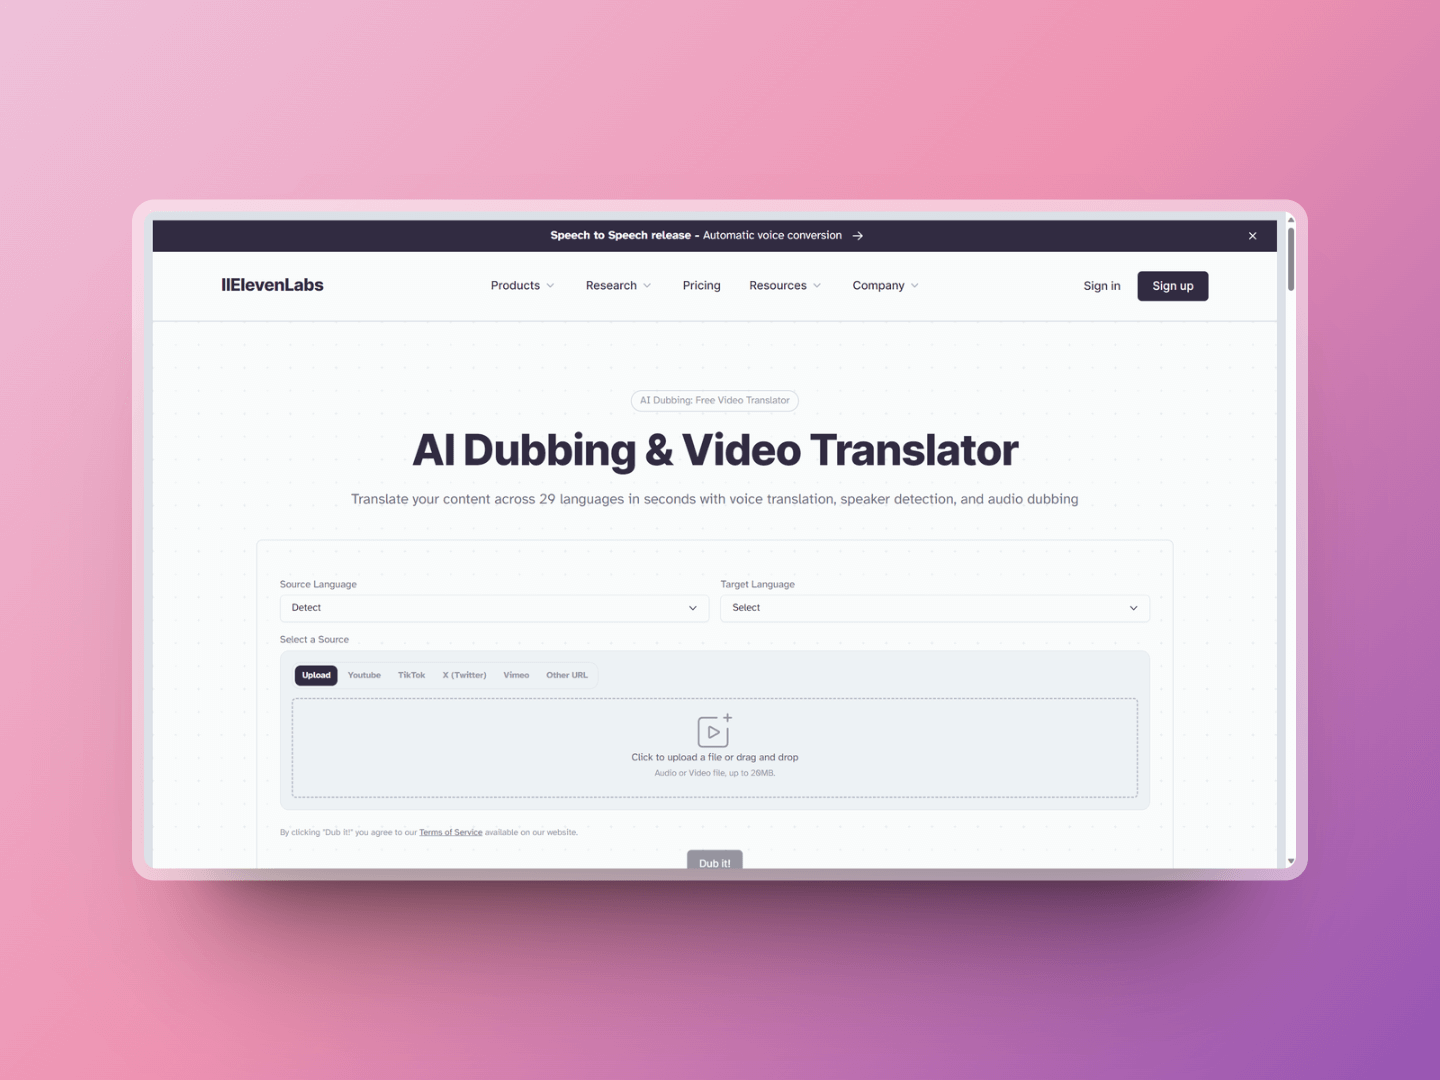 Speech to Speech release - Automatic voice conversion →
IIElevenLabs
Products
Research
Pricing
Resources
Company
Sign in
Sign up
AI Dubbing: Free Video Translator
AI Dubbing & Video Translator
Translate your content across 29 languages in seconds with voice translation, speaker detection, and audio dubbing
Source Language
Target Language
Detect
Select
Select a Source
Upload
Youtube
TikTok
X (Twitter)
Vimeo
Other URL
Click to upload a file or drag and drop
Audio or Video file, up to 20MB.
By clicking "Dub It!" you agree to our Terms of Service available on our website.
Dub it!